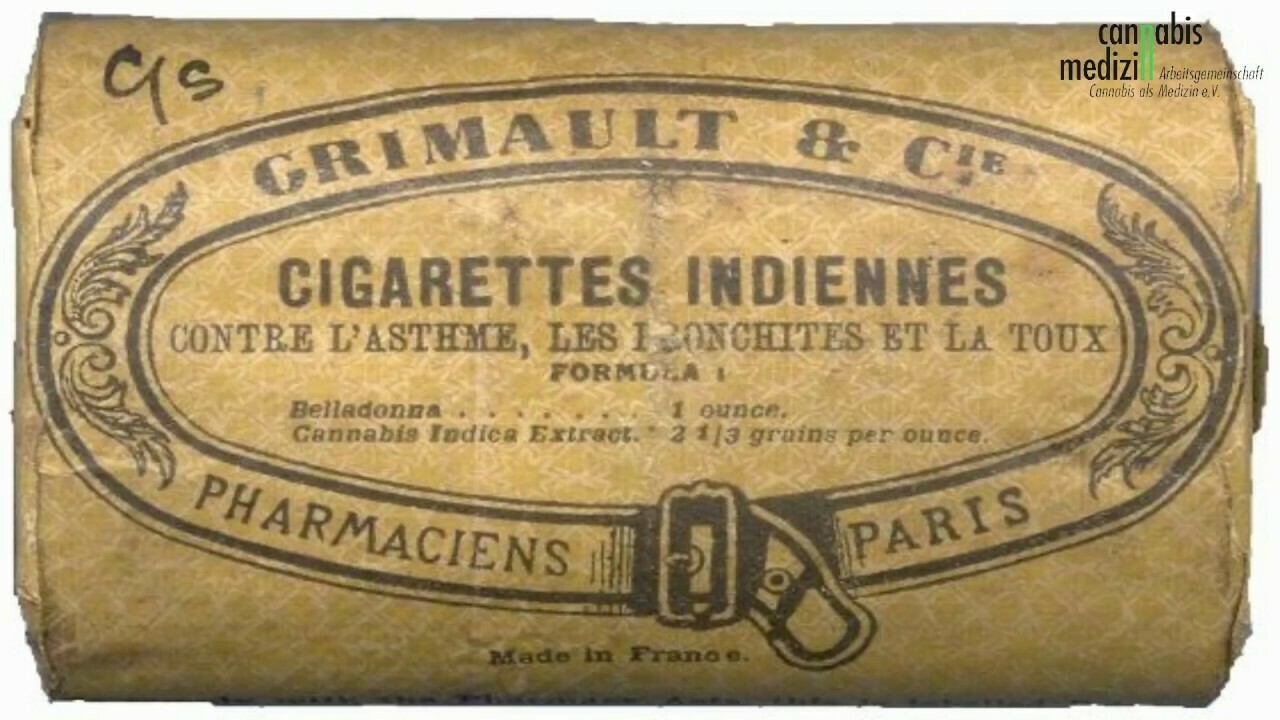 cannabis
medizin Arbeitsgemeinschaft
Cannabis als Medizin e.V.
GRIMAULT & CIE
CIGARETTES INDIENNES
CONTRE L'ASTHME, LES BRONCHITES ET LA TOUX
FORMULA :
Belladonna . . . . . . . 1 ounce.
Cannabis Indica Extract. 2 1/3 grains per ounce.
PHARMACIENS PARIS
Made in France.